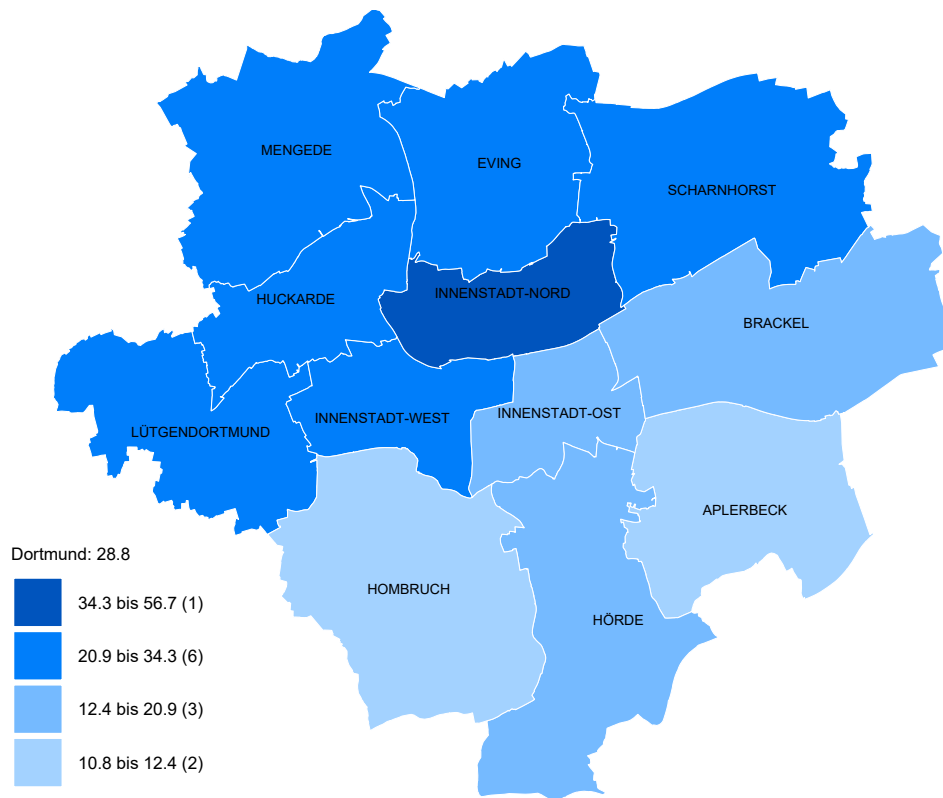 MENGEDE
EVING
SCHARNHORST
HUCKARDE
INNENSTADT-NORD
BRACKEL
LÜTGENDORTMUND
INNENSTADT-WEST
INNENSTADT-OST
APLERBECK
HOMBRUCH
HÖRDE
Dortmund: 28.8
34.3 bis 56.7 (1)
20.9 bis 34.3 (6)
12.4 bis 20.9 (3)
10.8 bis 12.4 (2)